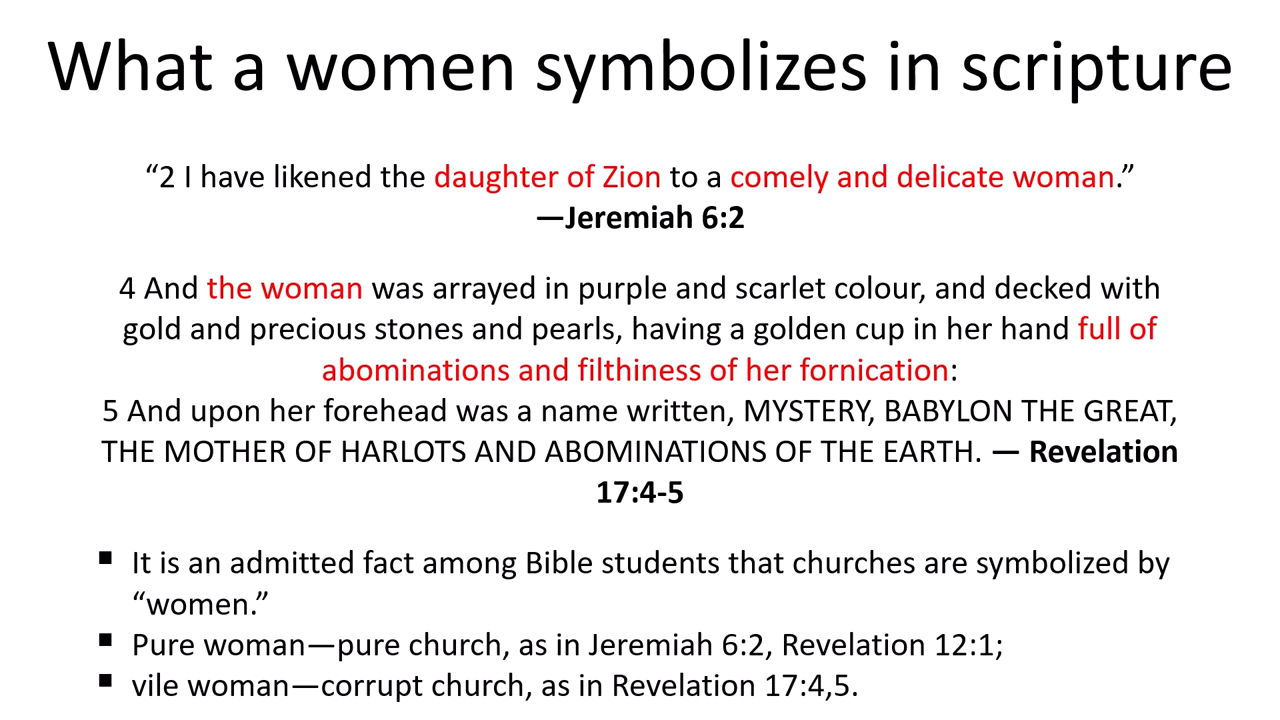 What a women symbolizes in scripture
“2 I have likened the daughter of Zion to a comely and delicate woman.”
—Jeremiah 6:2
4 And the woman was arrayed in purple and scarlet colour, and decked with
gold and precious stones and pearls, having a golden cup in her hand full of
abominations and filthiness of her fornication:
5 And upon her forehead was a name written, MYSTERY, BABYLON THE GREAT,
THE MOTHER OF HARLOTS AND ABOMINATIONS OF THE EARTH. — Revelation
17:4-5
▪ It is an admitted fact among Bible students that churches are symbolized by
“women.”
▪ Pure woman—pure church, as in Jeremiah 6:2, Revelation 12:1;
▪ vile woman—corrupt church, as in Revelation 17:4,5.